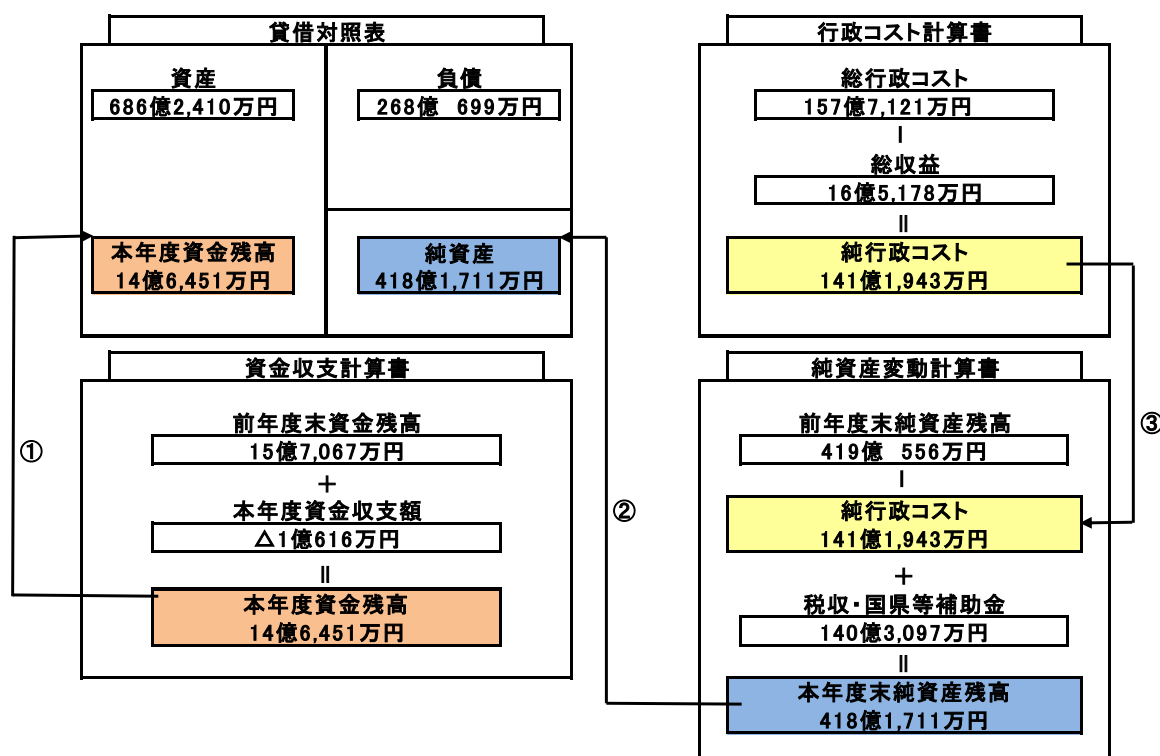 貸借対照表
資産
686億2,410万円
負債
268億 699万円
本年度資金残高
14億6,451万円
純資産
418億1,711万円
行政コスト計算書
総行政コスト
157億7,121万円
－
総収益
16億5,178万円
＝
純行政コスト
141億1,943万円
資金収支計算書
前年度末資金残高
15億7,067万円
＋
本年度資金収支額
△1億616万円
＝
本年度資金残高
14億6,451万円
純資産変動計算書
前年度末純資産残高
419億 556万円
－
純行政コスト
141億1,943万円
＋
税収・国県等補助金
140億3,097万円
＝
本年度末純資産残高
418億1,711万円
①
②
③